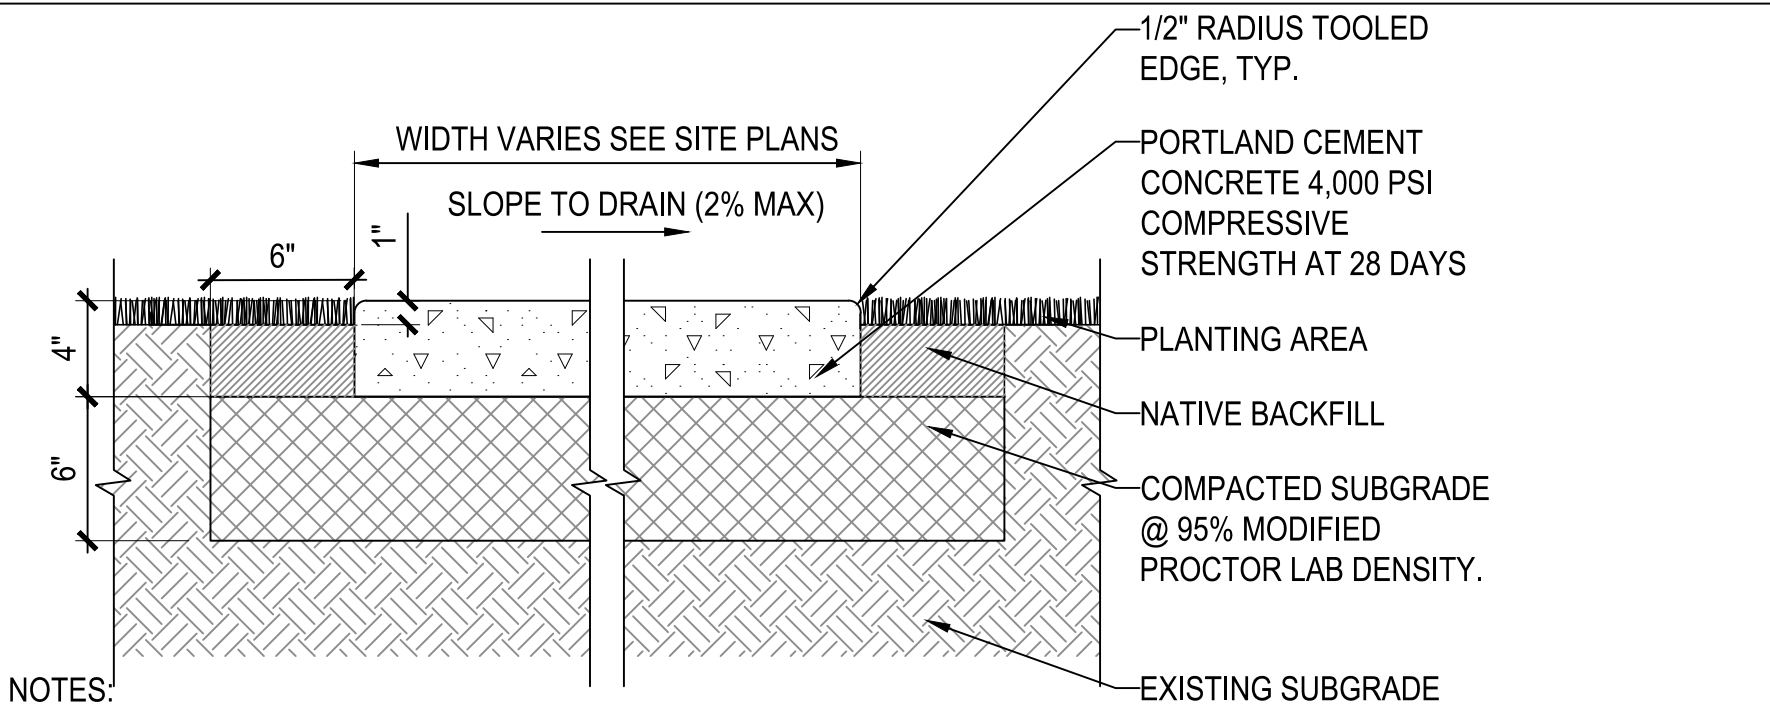 1/2" RADIUS TOOLED
EDGE, TYP.
WIDTH VARIES SEE SITE PLANS
PORTLAND CEMENT
CONCRETE 4,000 PSI
COMPRESSIVE
STRENGTH AT 28 DAYS
SLOPE TO DRAIN (2% MAX)
1"
6"
4"
6"
PLANTING AREA
NATIVE BACKFILL
COMPACTED SUBGRADE
@ 95% MODIFIED
PROCTOR LAB DENSITY.
EXISTING SUBGRADE
NOTES: